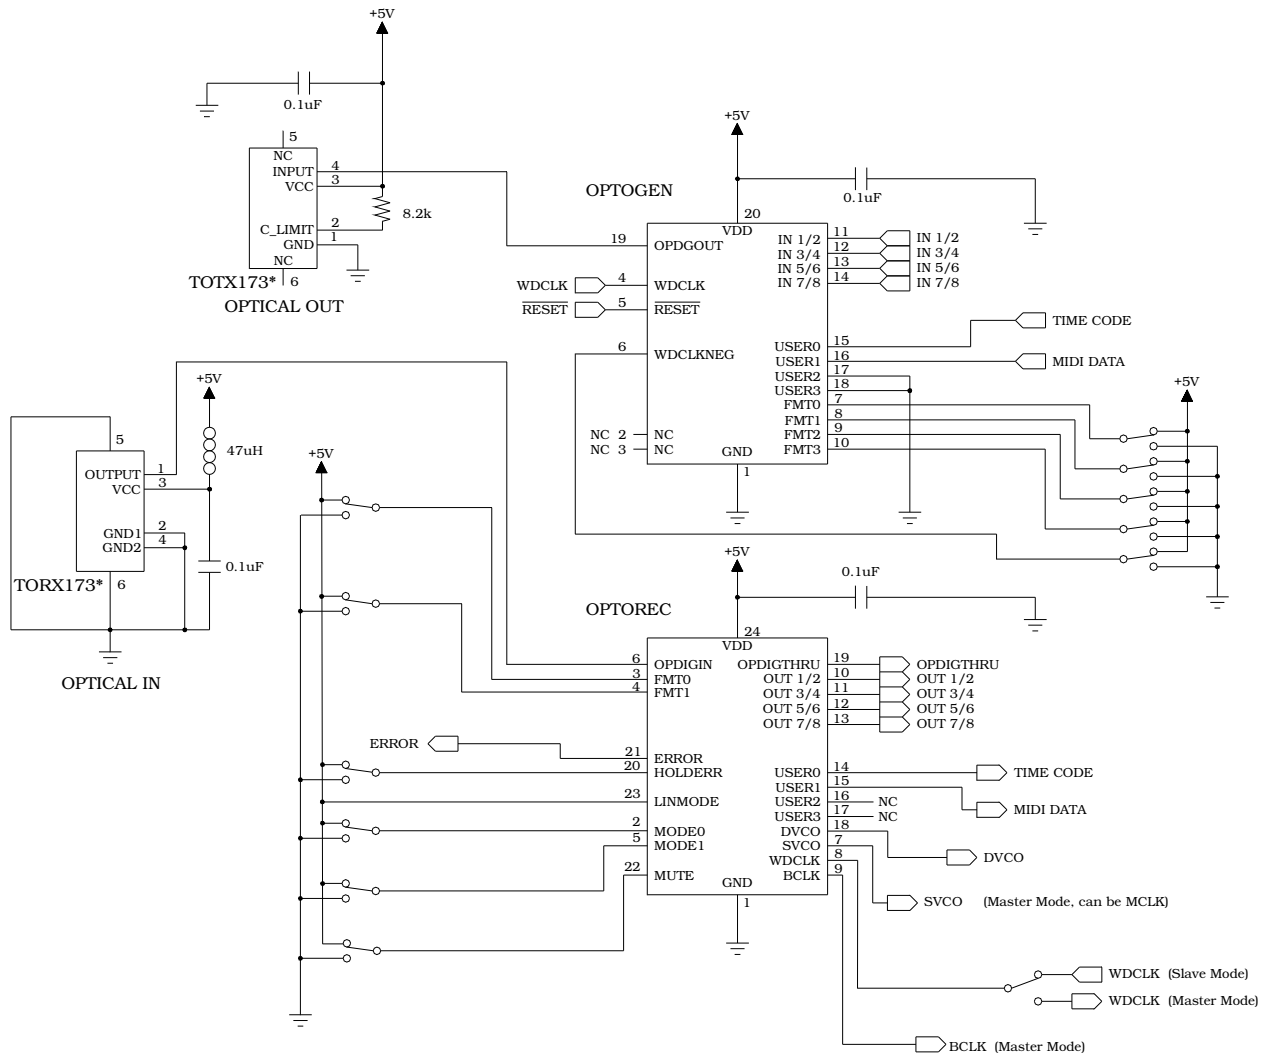 +5V
0.1uF
5
NC
INPUT 4
VCC 3
8.2k
C_LIMIT 2
GND 1
NC
6
TOTX173*
OPTICAL OUT
+5V
0.1uF
OPTOGEN
20
VDD
19 OPDGOUT
WDCLK 4 WDCLK
RESET 5 RESET
6 WDCLKNEG
NC 2 NC
NC 3 NC
GND
1
IN 1/2 11 IN 1/2
IN 3/4 12 IN 3/4
IN 5/6 13 IN 5/6
IN 7/8 14 IN 7/8
USER0 15 TIME CODE
USER1 16 MIDI DATA
USER2 17
USER3 18
FMT0 7
FMT1 8
FMT2 9
FMT3 10
+5V
+5V
47uH
5
OUTPUT 1
VCC 3
GND1 2
GND2 4
0.1uF
TORX173* 6
OPTICAL IN
+5V
+5V
0.1uF
OPTOREC
24
VDD
6 OPDIGIN
3 FMT0
4 FMT1
ERROR 21 ERROR
20 HOLDERR
23 LINMODE
2 MODE0
5 MODE1
22 MUTE
GND
1
OPDIGTHRU 19 OPDIGTHRU
OUT 1/2 10 OUT 1/2
OUT 3/4 11 OUT 3/4
OUT 5/6 12 OUT 5/6
OUT 7/8 13 OUT 7/8
USER0 14 TIME CODE
USER1 15 MIDI DATA
USER2 16 NC
USER3 17 NC
DVCO 18 DVCO
SVCO 7 SVCO (Master Mode, can be MCLK)
WDCLK 8
BCLK 9
WDCLK (Slave Mode)
WDCLK (Master Mode)
BCLK (Master Mode)